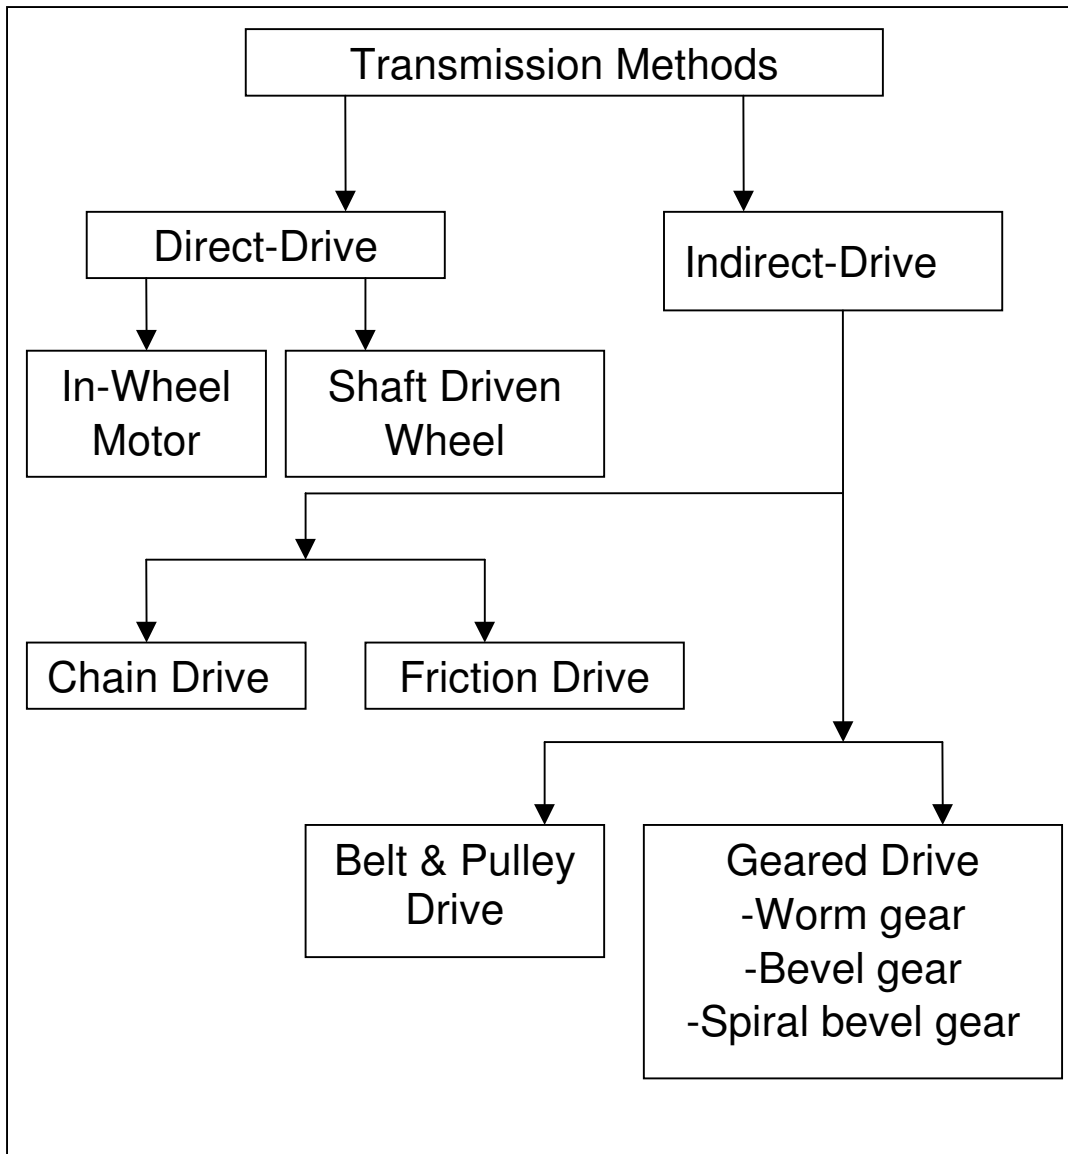 Transmission Methods
Direct-Drive
Indirect-Drive
In-Wheel
Motor
Shaft Driven
Wheel
Chain Drive
Friction Drive
Belt & Pulley
Drive
Geared Drive
-Worm gear
-Bevel gear
-Spiral bevel gear